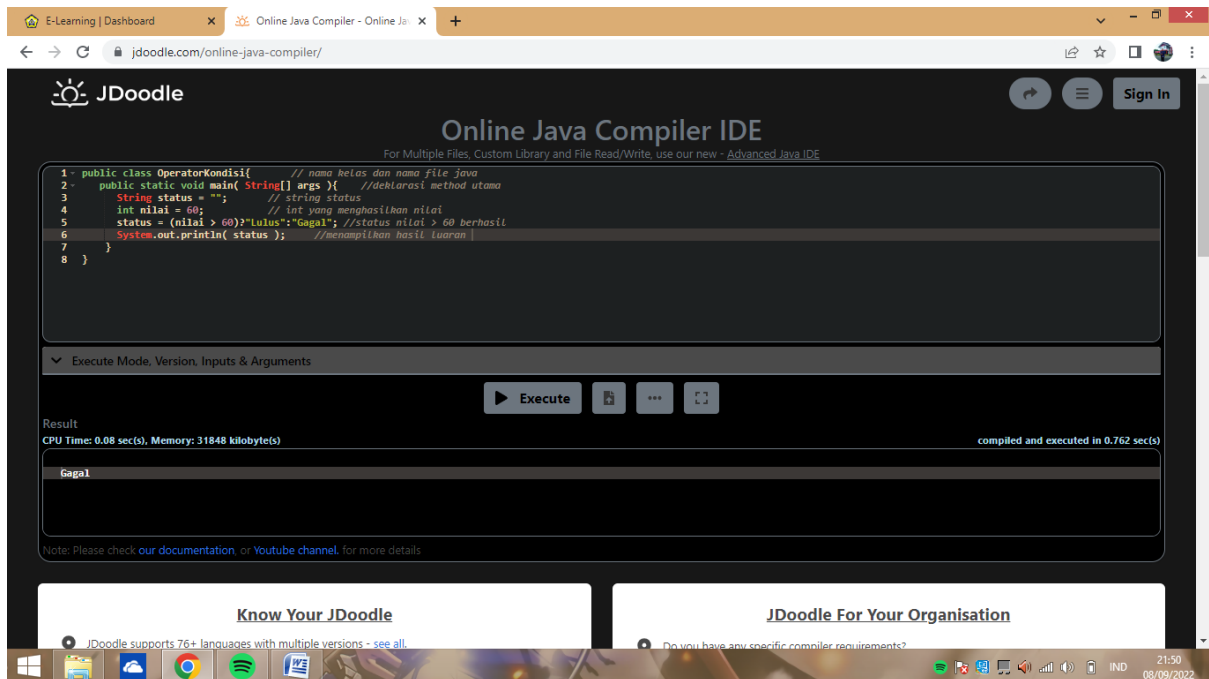 E-Learning | Dashboard
Online Java Compiler - Online Jav
jdoodle.com/online-java-compiler/
JDoodle
Sign In
Online Java Compiler IDE
For Multiple Files, Custom Library and File Read/Write, use our new - Advanced Java IDE
1 public class OperatorKondisi{ // nama kelas dan nama file java
2 public static void main( String[] args ){ //deklarasi method utama
3 String status = ""; // string status
4 int nilai = 60; // int yang menghasilkan nilai
5 status = (nilai > 60)?"Lulus":"Gagal"; //status nilai > 60 berhasil
6 System.out.println( status ); //menampilkan hasil luaran
7 }
8 }
Execute Mode, Version, Inputs & Arguments
Execute
Result
CPU Time: 0.08 sec(s), Memory: 31848 kilobyte(s) compiled and executed in 0.762 sec(s)
Gagal
Note: Please check our documentation, or Youtube channel. for more details
Know Your JDoodle
JDoodle supports 76+ languages with multiple versions - see all.
JDoodle For Your Organisation
Do you have any specific compiler requirements?
IND
21:50
08/09/2022